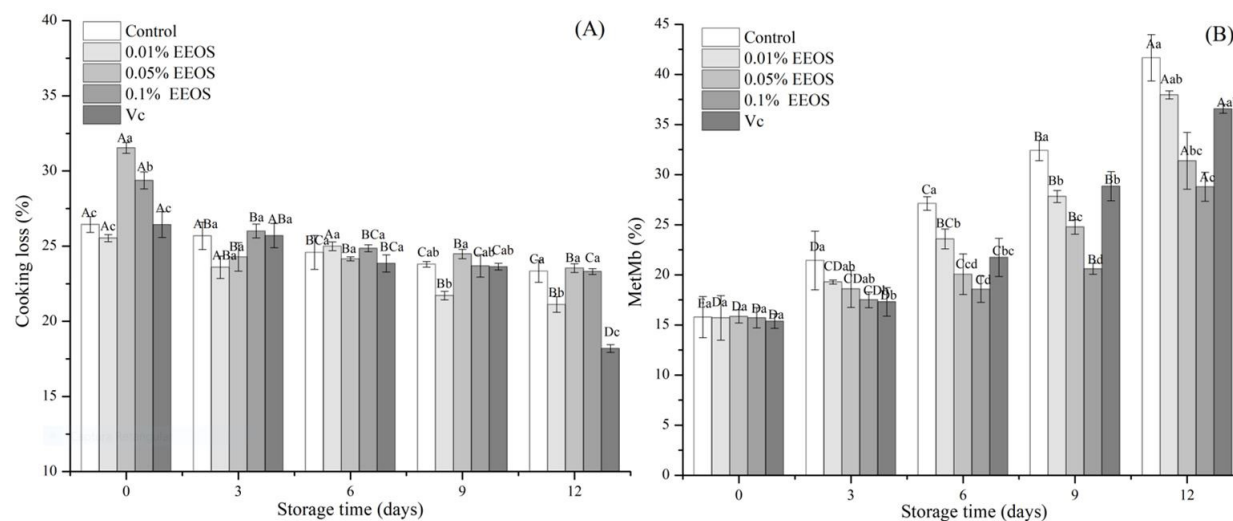 (A)
Control
0.01% EEOS
0.05% EEOS
0.1% EEOS
Vc
Cooking loss (%)
40
35
30
25
20
15
10
Ac
Ac
Aa
Ab
Ac
ABa
ABa
Ba
Ba
ABa
BCa
Aa
Ba
BCa
BCa
Cab
Bb
Ba
Cab
Cab
Ca
Bb
Ba
Ca
Dc
0 3 6 9 12
Storage time (days)
(B)
Control
0.01% EEOS
0.05% EEOS
0.1% EEOS
Vc
MetMb (%)
45
40
35
30
25
20
15
10
5
0
Ea
Da
Da
Da
Da
Da
CDab
CDab
CDb
Db
Ca
BCb
Ccd
Cd
Cbc
Ba
Bb
Bc
Bd
Bb
Aa
Aab
Abc
Ac
0 3 6 9 12
Storage time (days)